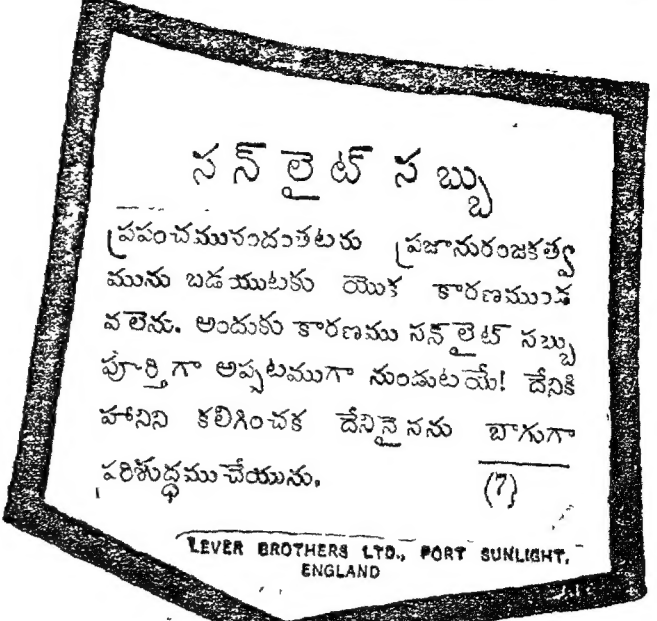 సన్ లైట్ సబ్బు
ప్రపంచమునందంతటను ప్రజానురంజకత్వ
మును బడయుటకు యొక కారణముండ
వలెను. అందుకు కారణము సన్ లైట్ సబ్బు
పూర్తిగా అప్పటముగా నుండుటయే! దేనికి
హానిని కలిగించక దేనినైనను బాగుగా
పరిశుద్ధము చేయును.
(7)
LEVER BROTHERS LTD., PORT SUNLIGHT,
ENGLAND